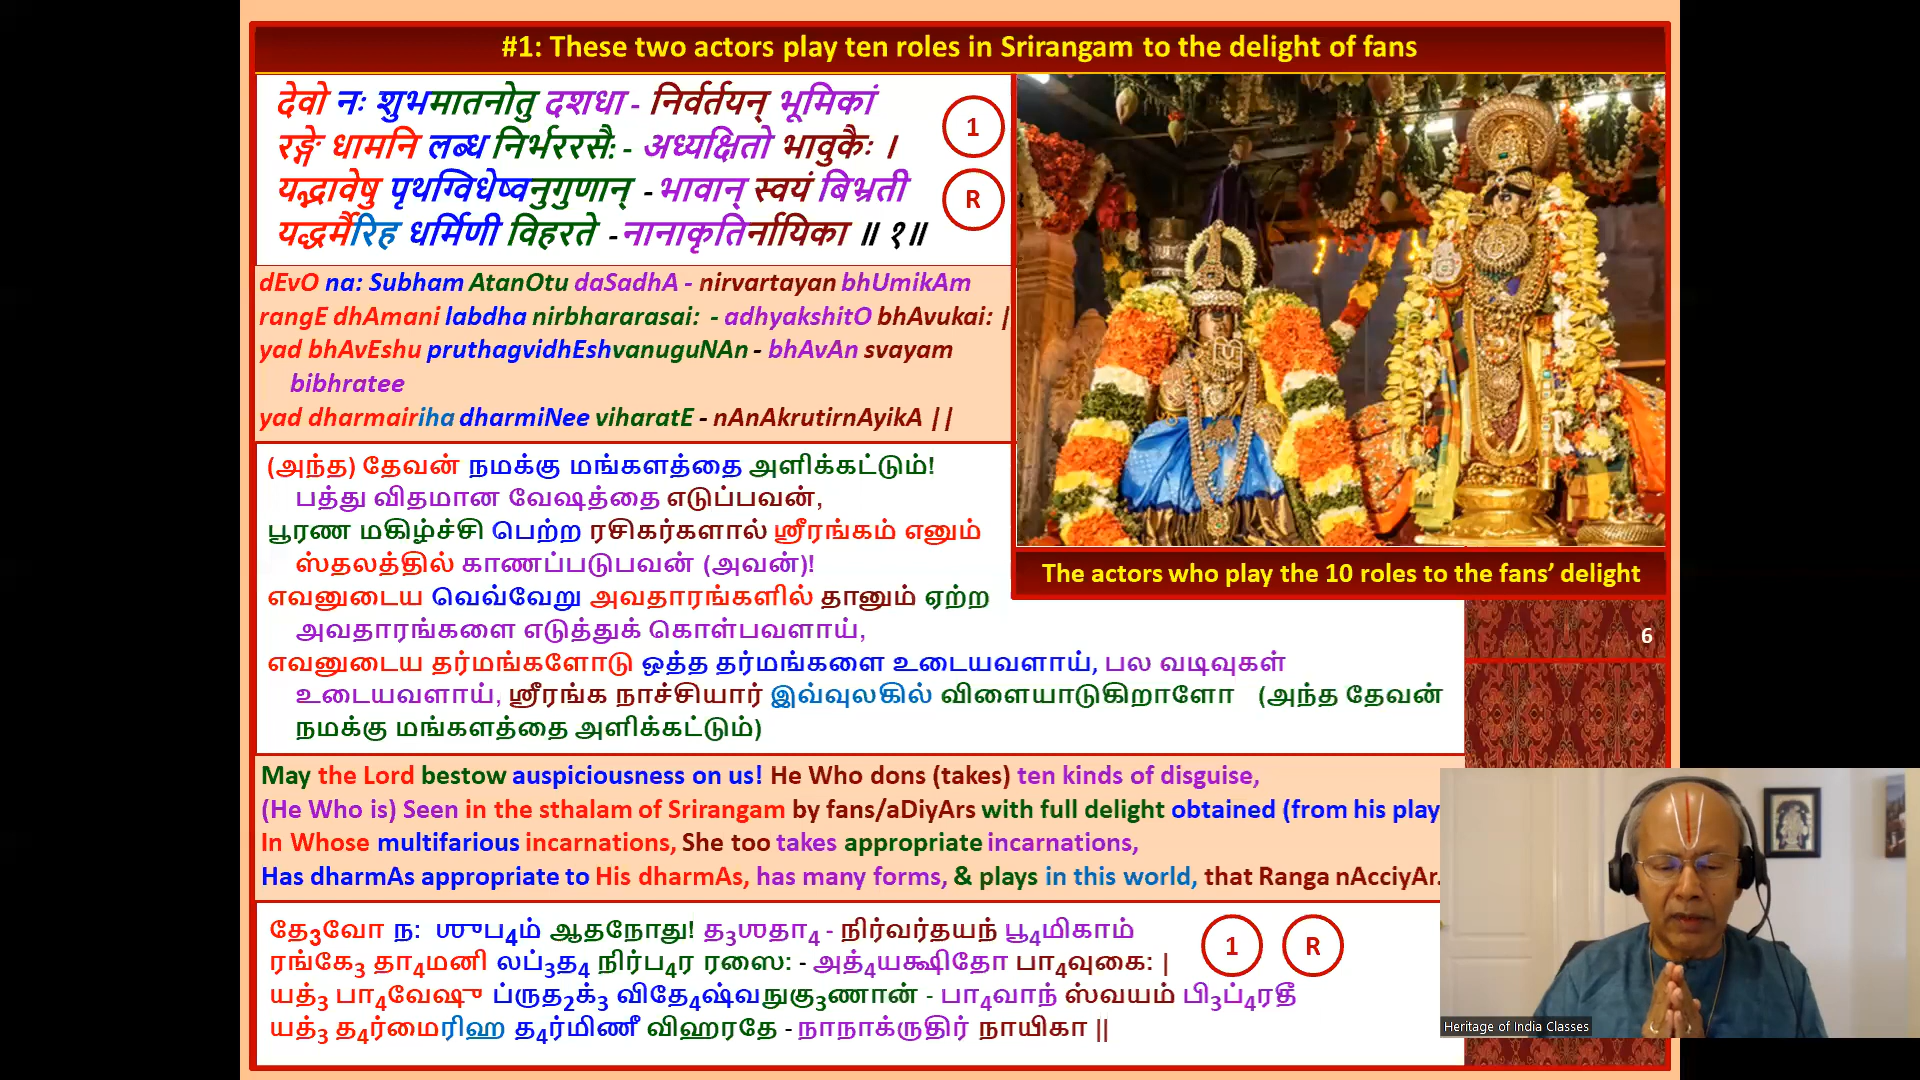 #1: These two actors play ten roles in Srirangam to the delight of fans
देवो नः शुभमातनोतु दशधा - निर्वर्तयन् भूमिकां
रङ्गे धामनि लब्ध निर्भररसै: - अध्यक्षितो भावुकैः ।
यद्भावेषु पृथग्विधेष्वनुगुणान् - भावान् स्वयं बिभ्रती
यद्धर्मैरिह धर्मिणी विहरते - नानाकृतिर्नायिका ॥ १॥
1
R
dEvO na: Subham AtanOtu daSadhA - nirvartayan bhUmikAm
rangE dhAmani labdha nirbhararasai: - adhyakshitO bhAvukai: |
yad bhAvEshu pruthagvidhEshvanuguNAn - bhAvAn svayam
bibhratee
yad dharmairiha dharmiNee viharatE - nAnAkrutirnAyikA ||
(அந்த) தேவன் நமக்கு மங்களத்தை அளிக்கட்டும்!
பத்து விதமான வேஷத்தை எடுப்பவன்,
பூரண மகிழ்ச்சி பெற்ற ரசிகர்களால் ஸ்ரீரங்கம் எனும்
ஸ்தலத்தில் காணப்படுபவன் (அவன்)!
எவனுடைய வெவ்வேறு அவதாரங்களில் தானும் ஏற்ற
அவதாரங்களை எடுத்துக் கொள்பவளாய்,
எவனுடைய தர்மங்களோடு ஒத்த தர்மங்களை உடையவளாய், பல வடிவுகள்
உடையவளாய், ஸ்ரீரங்க நாச்சியார் இவ்வுலகில் விளையாடுகிறாளோ (அந்த தேவன்
நமக்கு மங்களத்தை அளிக்கட்டும்)
The actors who play the 10 roles to the fans' delight
6
May the Lord bestow auspiciousness on us! He Who dons (takes) ten kinds of disguise,
(He Who is) Seen in the sthalam of Srirangam by fans/aDiyArs with full delight obtained (from his play
In Whose multifarious incarnations, She too takes appropriate incarnations,
Has dharmAs appropriate to His dharmAs, has many forms, & plays in this world, that Ranga nAcciyAr.
தே3வோ ந: ஶுப4ம் ஆதநோது! த3ஶதா4 - நிர்வர்தயந் பூ4மிகாம்
ரங்கே3 தா4மனி லப்3த4 நிர்ப4ர ரஸை: - அத்4யக்ஷிதோ பா4வுகை: |
யத்3 பா4வேஷு ப்ருத2க்3 விதே4ஷ்வநுகு3ணான் - பா4வாந் ஸ்வயம் பி3ப்4ரதீ
யத்3 த4ர்மைரிஹ த4ர்மிணீ விஹரதே - நாநாக்ருதிர் நாயிகா ||
1
R
Heritage of India Classes